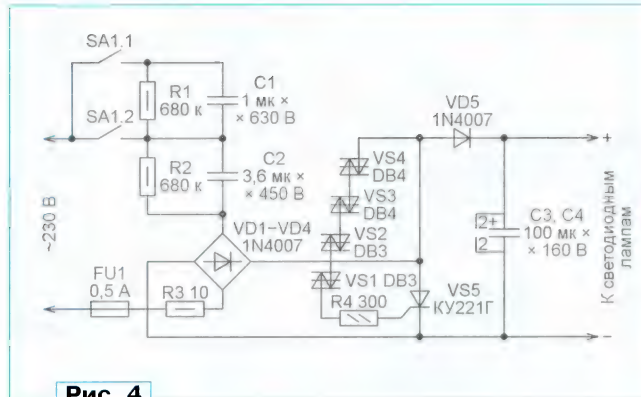 SA1.1
R1
680 к
C1
1 мк ×
× 630 В
SA1.2
R2
680 к
C2
3,6 мк ×
× 450 В
~230 В
VD1–VD4
1N4007
FU1
0,5 А
R3 10
VS4
DB4
VS3
DB4
VS2
DB3
VS1 DB3
R4 300
VD5
1N4007
VS5
КУ221Г
+
2+
2
C3, C4
100 мк ×
× 160 В
−
К светодиодным
лампам
Рис. 4